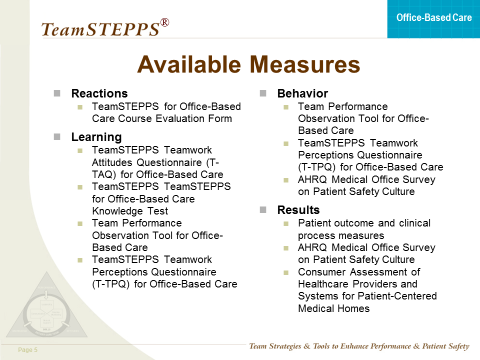 Office-Based Care
TeamSTEPPS®
Available Measures
Reactions
TeamSTEPPS for Office-Based
Care Course Evaluation Form
Learning
TeamSTEPPS Teamwork
Attitudes Questionnaire (T-
TAQ) for Office-Based Care
TeamSTEPPS TeamSTEPPS
for Office-Based Care
Knowledge Test
Team Performance
Observation Tool for Office-
Based Care
TeamSTEPPS Teamwork
Perceptions Questionnaire
(T-TPQ) for Office-Based Care
Behavior
Team Performance
Observation Tool for Office-
Based Care
TeamSTEPPS Teamwork
Perceptions Questionnaire
(T-TPQ) for Office-Based Care
AHRQ Medical Office Survey
on Patient Safety Culture
Results
Patient outcome and clinical
process measures
AHRQ Medical Office Survey
on Patient Safety Culture
Consumer Assessment of
Healthcare Providers and
Systems for Patient-Centered
Medical Homes
Page 5
Team Strategies & Tools to Enhance Performance & Patient Safety